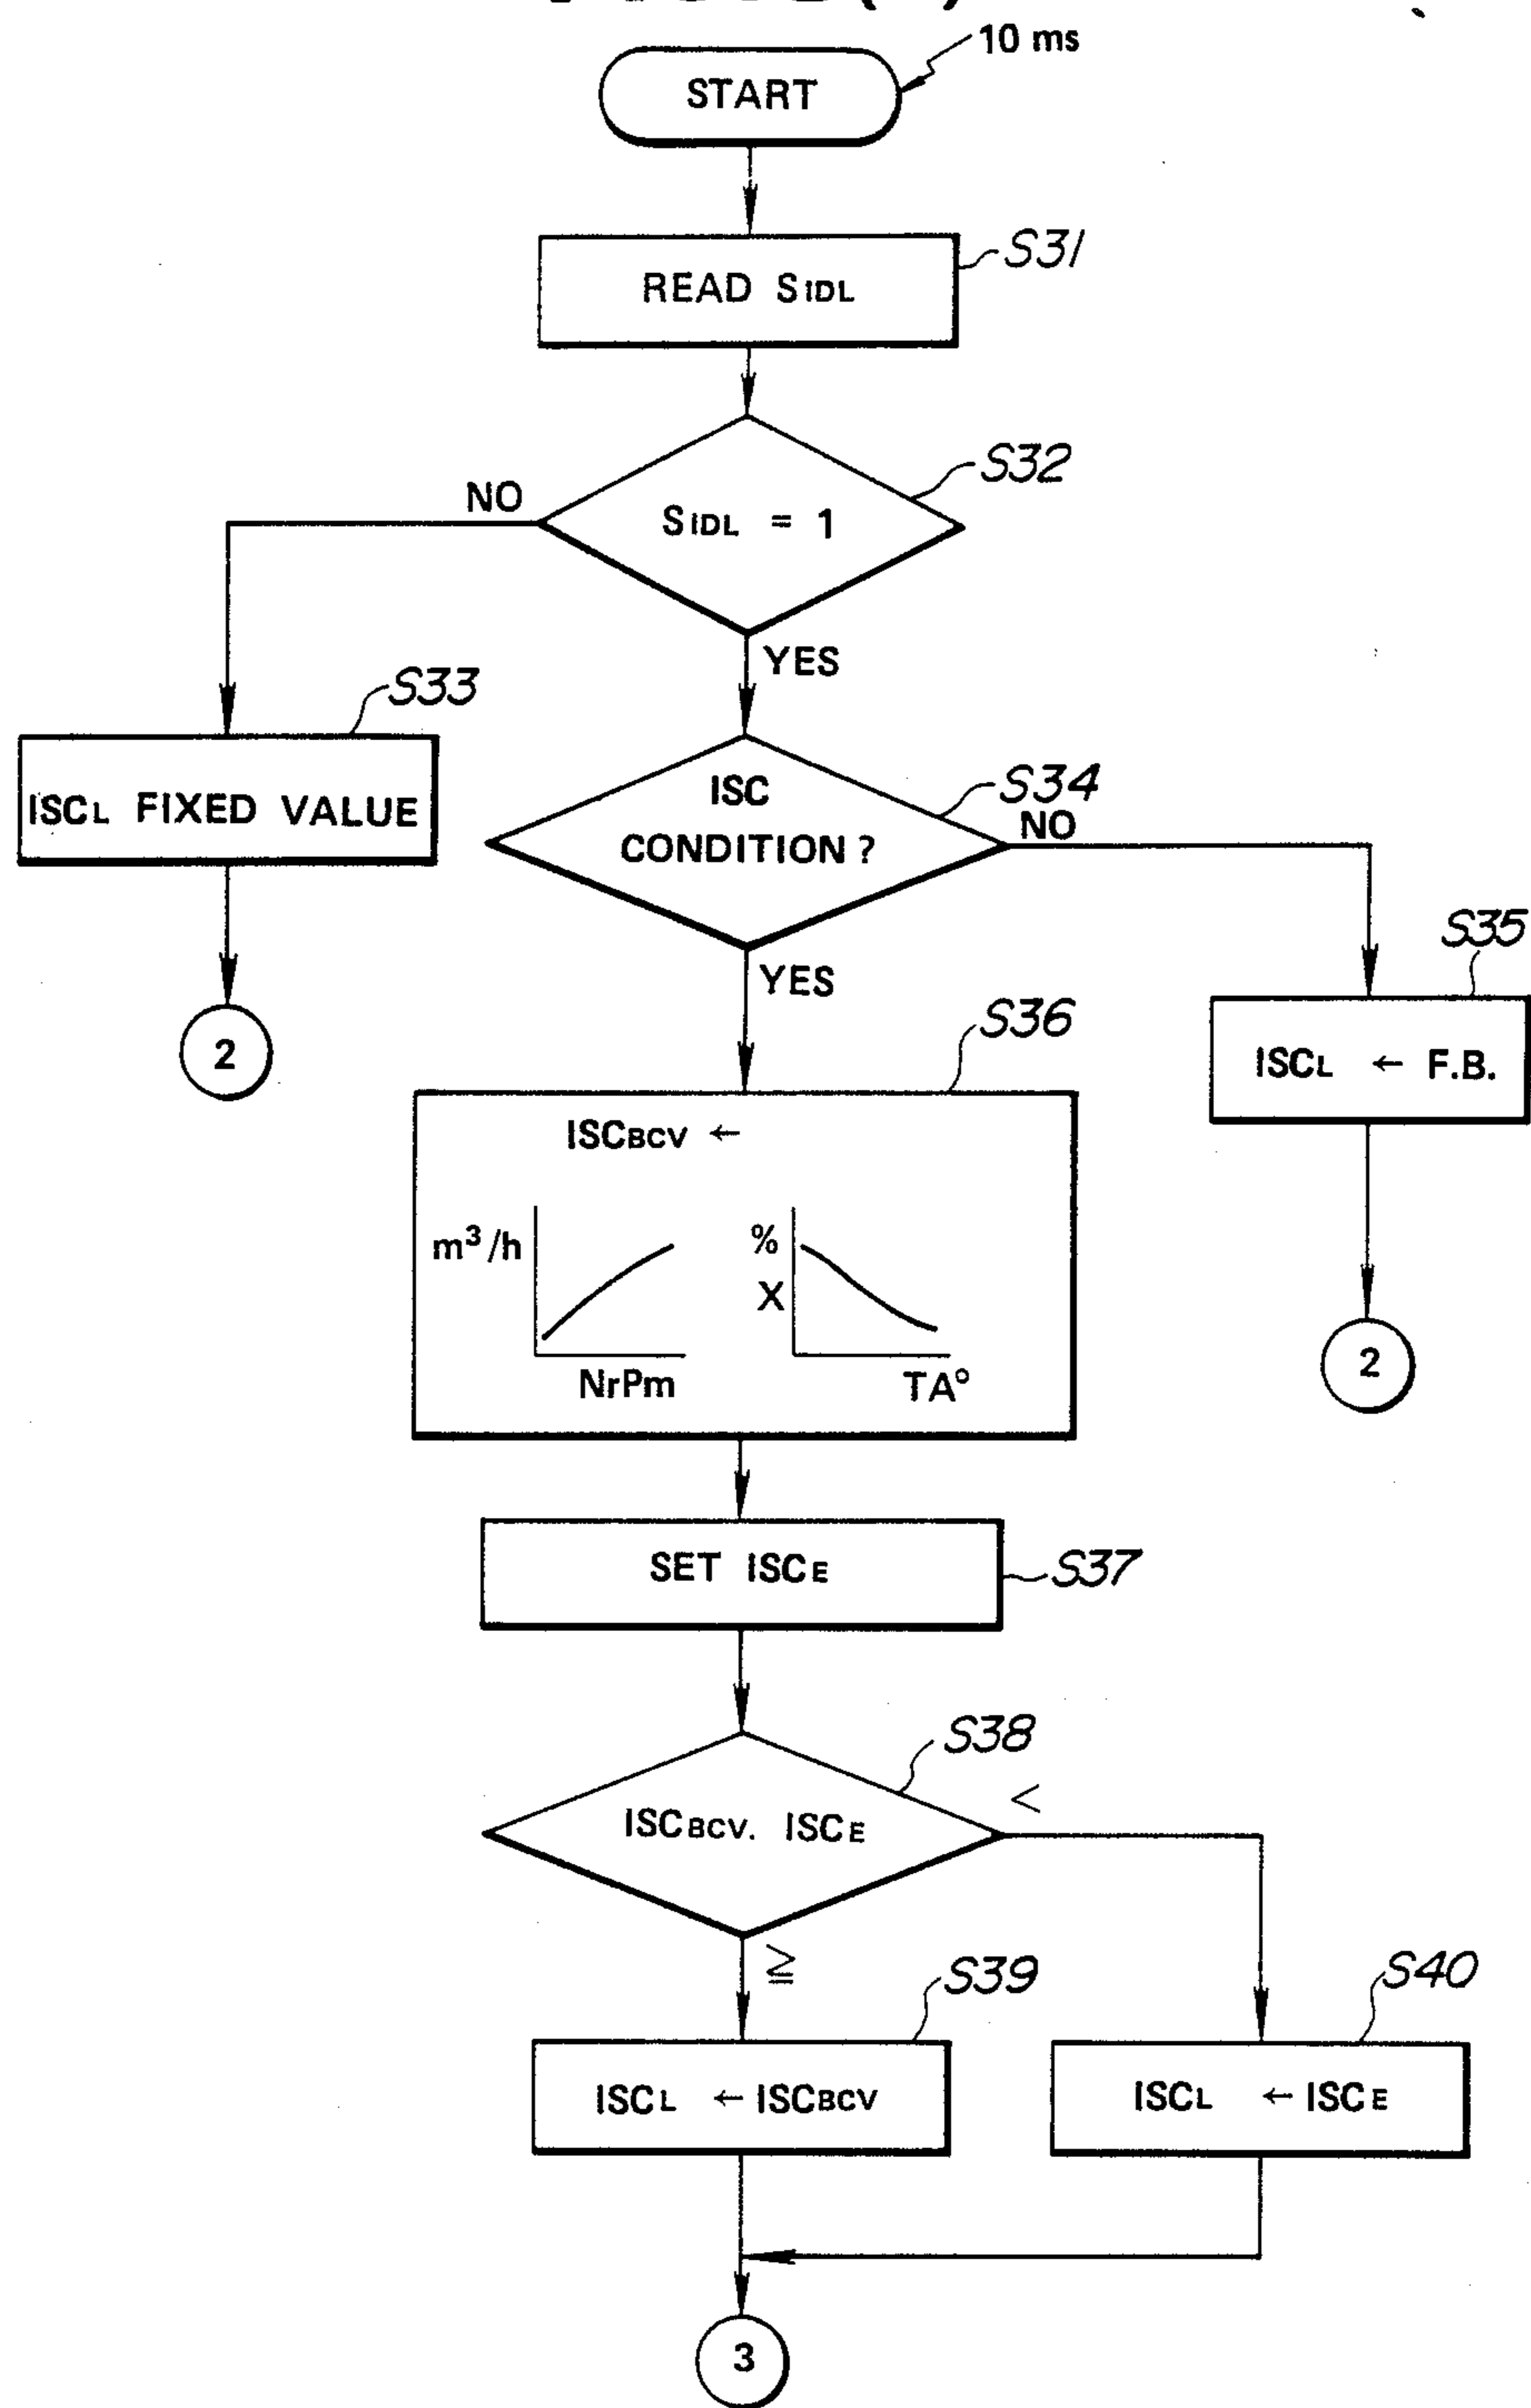 10 ms
START
S31
READ SIDL
S32
NO
SIDL = 1
YES
S33
ISCL FIXED VALUE
S34
ISC
CONDITION ?
NO
YES
S35
ISCL ← F.B.
2
S36
ISCBCV ←
m³/h
%
X
NrPm
TA°
2
SET ISCE
S37
S38
<
ISCBCV. ISCE
≧
S39
S40
ISCL ← ISCBCV
ISCL ← ISCE
3